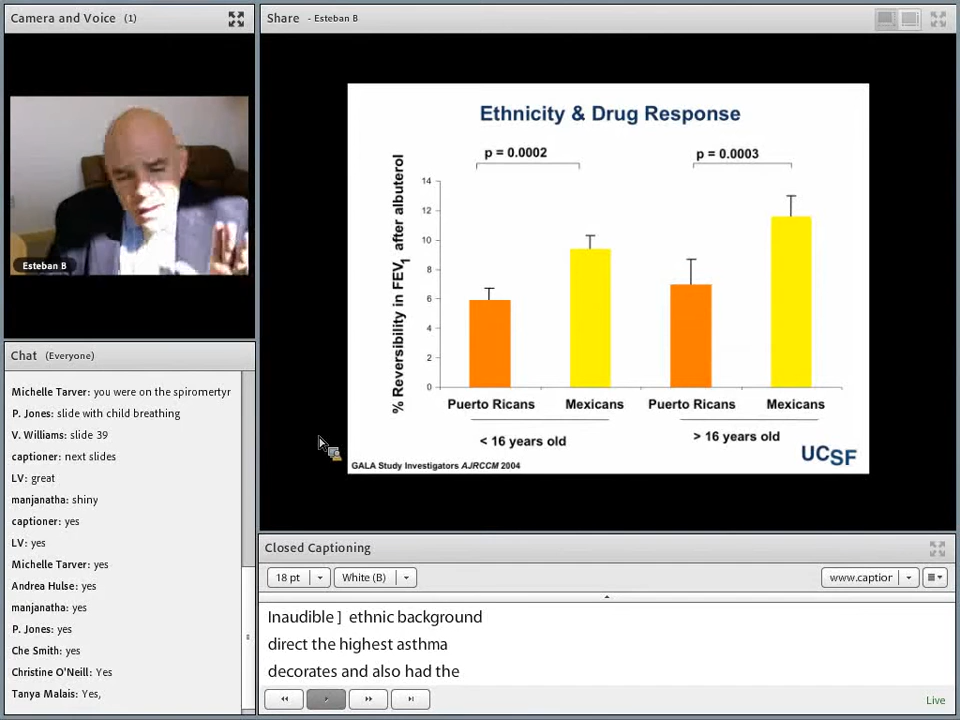 Camera and Voice (1)
Esteban B
Chat (Everyone)
Michelle Tarver: you were on the spiromertyr
P. Jones: slide with child breathing
V. Williams: slide 39
captioner: next slides
LV: great
manjanatha: shiny
captioner: yes
LV: yes
Michelle Tarver: yes
Andrea Hulse: yes
manjanatha: yes
P. Jones: yes
Che Smith: yes
Christine O'Neill: Yes
Tanya Malais: Yes,
Share - Esteban B
Ethnicity & Drug Response
p = 0.0002
p = 0.0003
% Reversibility in FEV1 after albuterol
14
12
10
8
6
4
2
0
Puerto Ricans Mexicans Puerto Ricans Mexicans
< 16 years old > 16 years old
UCSF
GALA Study Investigators AJRCCM 2004
Closed Captioning
18 pt White (B) www.captior
Inaudible ] ethnic background
direct the highest asthma
decorates and also had the
Live